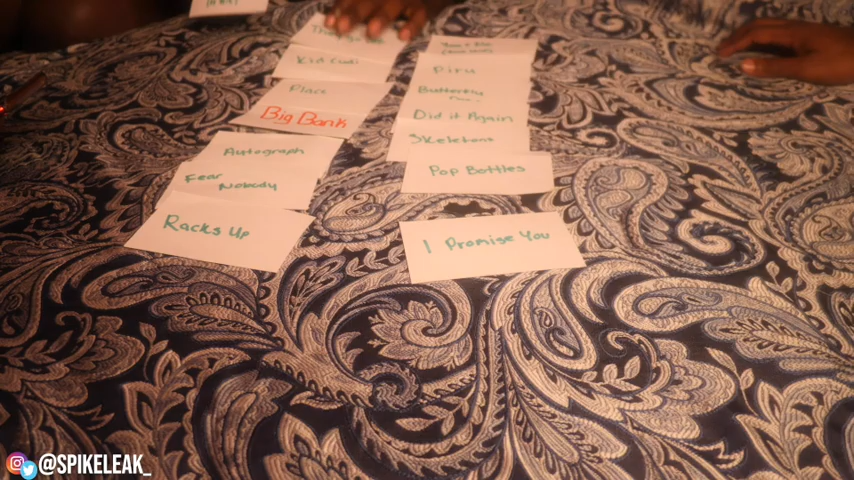 Kid Cudi
Place
Big Bank
Autograph
Fear
Nobody
Racks Up
Piru
Butterfly
Did it Again
Skeletons
Pop Bottles
I Promise You
@SPIKELEAK_